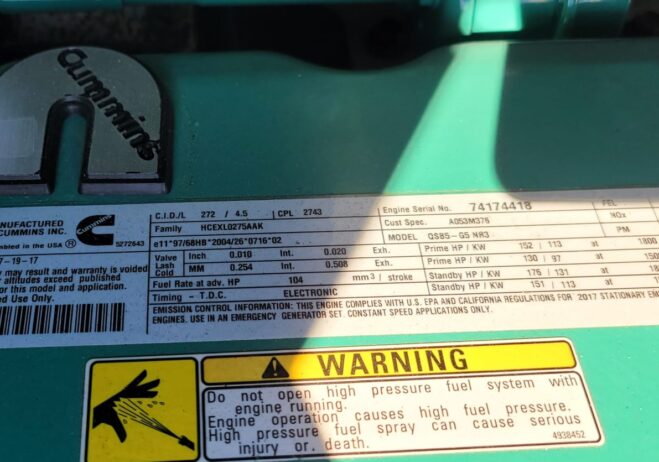 Cummins
ANUFACTURED
CUMMINS INC.
mbled in the USA ® Cummins 5272643
7-19-17
may result and warranty is voided
altitudes exceed published
for this model and application.
ed Use Only.
C.I.D./L 272 / 4.5 CPL 2743
Family HCEXL0275AAK
e11*97/68HB*2004/26*0716*02
Valve Lash Cold Inch 0.010 Int. 0.020 Exh.
MM 0.254 Int. 0.508 Exh.
Fuel Rate at adv. HP 104 mm³ / stroke
Timing - T.D.C. ELECTRONIC
Engine Serial No. 74174418 FEL
Cust Spec. A053M376 NOx
MODEL QSB5-G5 NR3 PM
Prime HP / KW 152 / 113 at 1800
Prime HP / KW 130 / 97 at 150
Standby HP / KW 176 / 131 at 18
Standby HP / KW 151 / 113 at 1
EMISSION CONTROL INFORMATION: THIS ENGINE COMPLIES WITH U.S. EPA AND CALIFORNIA REGULATIONS FOR 2017 STATIONARY EM
ENGINES. USE IN AN EMERGENCY GENERATOR SET. CONSTANT SPEED APPLICATIONS ONLY.
WARNING
Do not open high pressure fuel system with
engine running.
Engine operation causes high fuel pressure.
High pressure fuel spray can cause serious
injury or death.
4938452